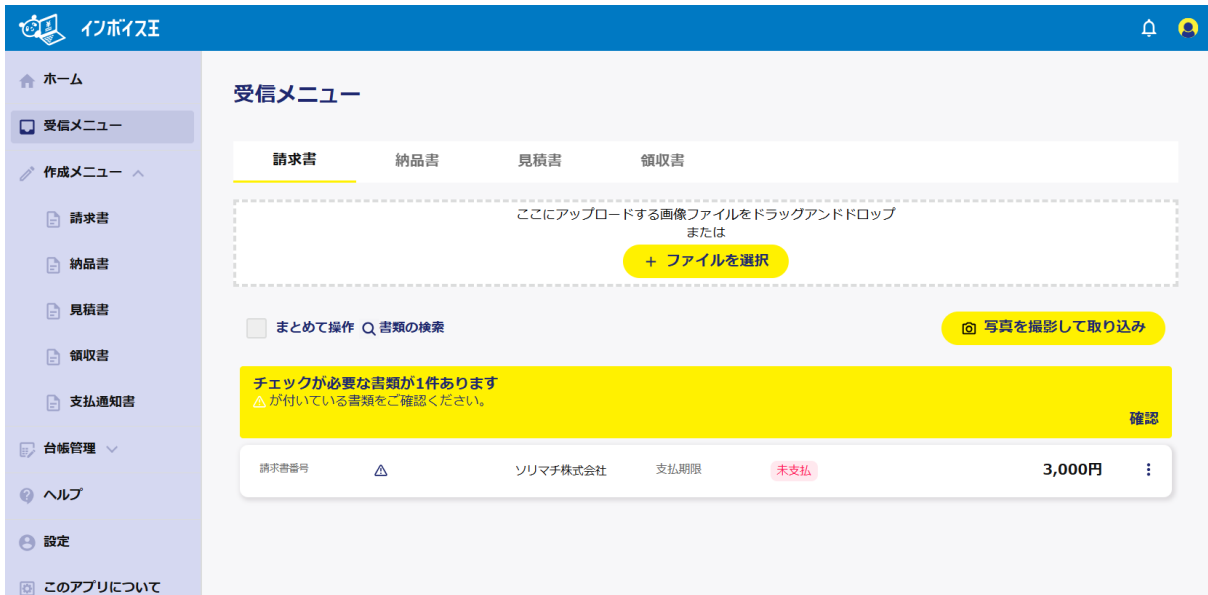 インボイス王
ホーム
受信メニュー
作成メニュー
請求書
納品書
見積書
領収書
支払通知書
台帳管理
ヘルプ
設定
このアプリについて
受信メニュー
請求書 納品書 見積書 領収書
ここにアップロードする画像ファイルをドラッグアンドドロップ
または
+ ファイルを選択
まとめて操作 書類の検索
写真を撮影して取り込み
チェックが必要な書類が1件あります
⚠が付いている書類をご確認ください。
確認
請求書番号 ⚠ ソリマチ株式会社 支払期限 未支払 3,000円